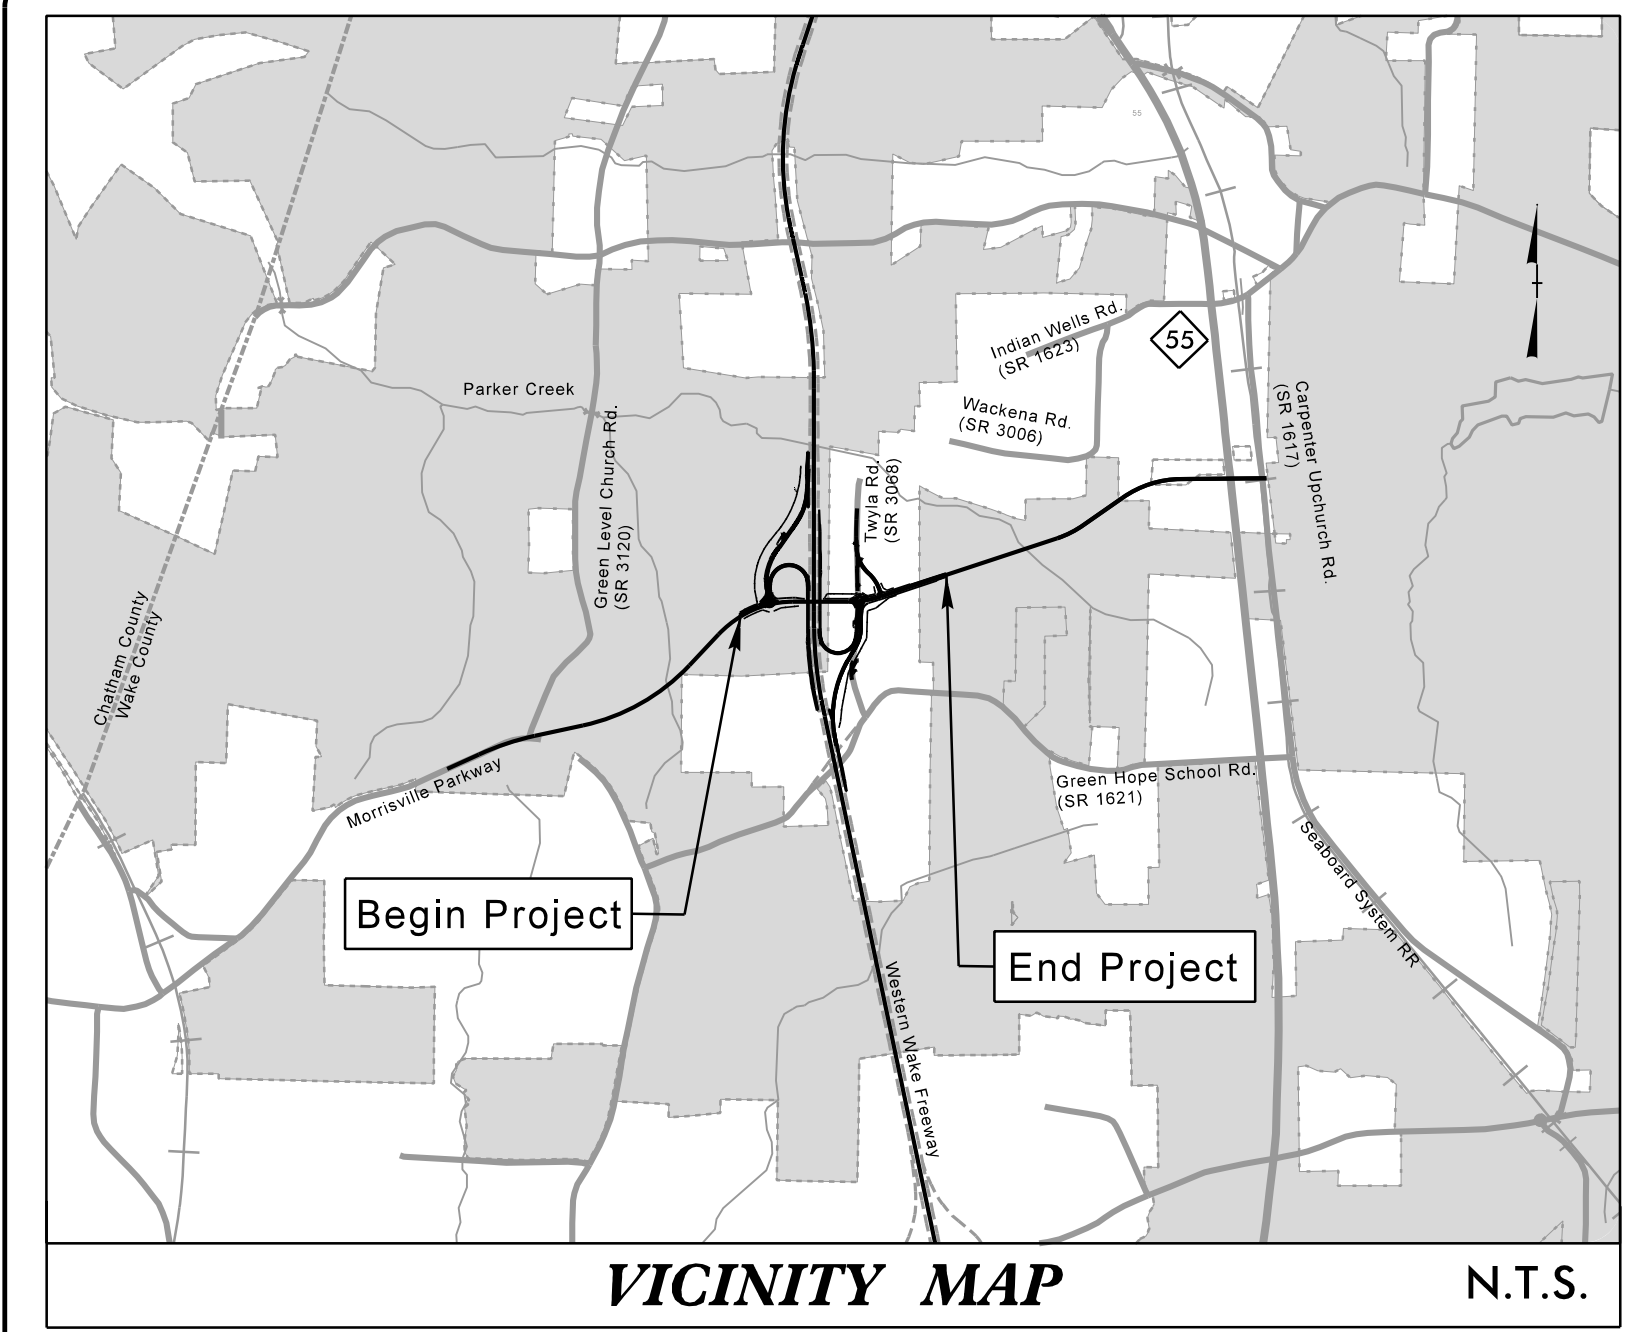 55
Indian Wells Rd.
(SR 1623)
55
Parker Creek
Wackena Rd.
(SR 3006)
Carpenter Upchurch Rd.
(SR 1617)
Green Level Church Rd.
(SR 3120)
Twyla Rd.
(SR 3068)
Chatham County
Wake County
Morrisville Parkway
Green Hope School Rd.
(SR 1621)
Seaboard System RR
Begin Project
End Project
Western Wake Freeway
VICINITY MAP
N.T.S.